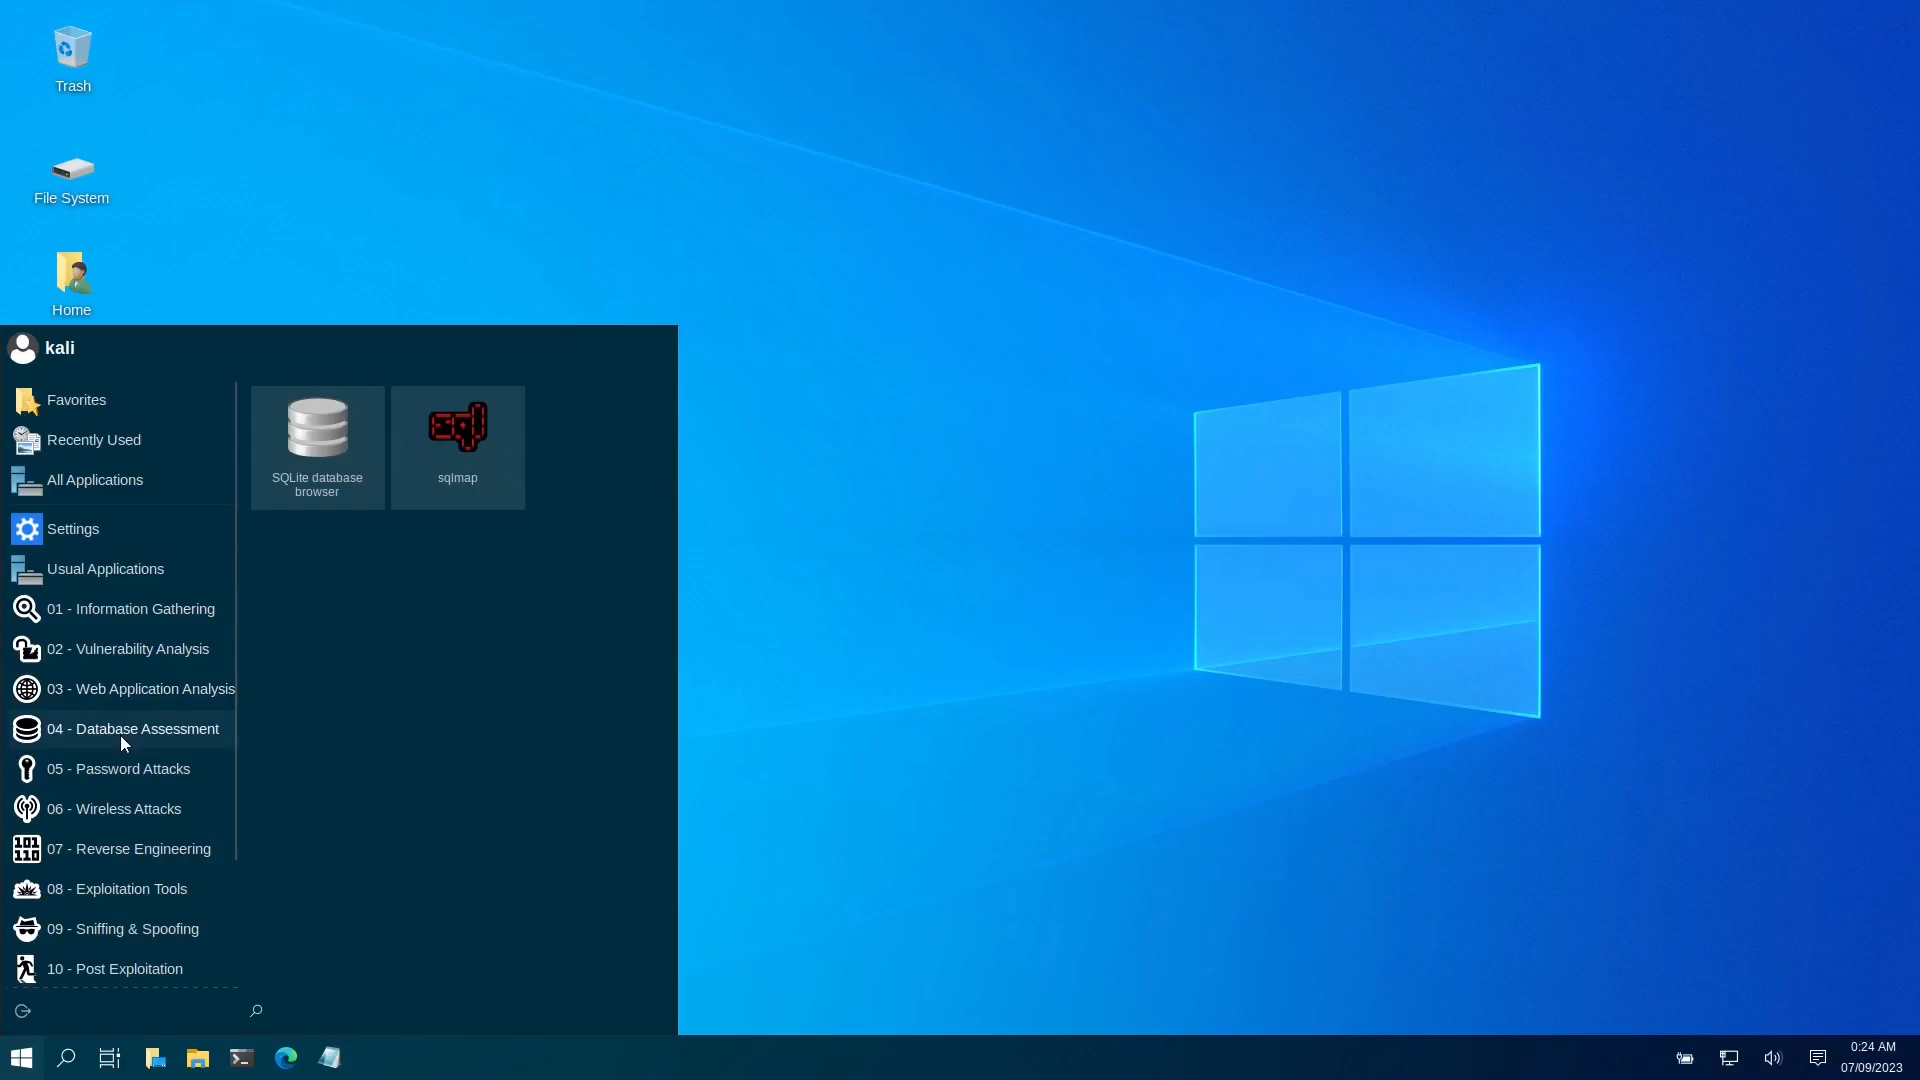 Trash
File System
Home
kali
Favorites
Recently Used
All Applications
Settings
Usual Applications
01 - Information Gathering
02 - Vulnerability Analysis
03 - Web Application Analysis
04 - Database Assessment
05 - Password Attacks
06 - Wireless Attacks
07 - Reverse Engineering
08 - Exploitation Tools
09 - Sniffing & Spoofing
10 - Post Exploitation
SQLite database
browser
sqlmap
0:24 AM
07/09/2023